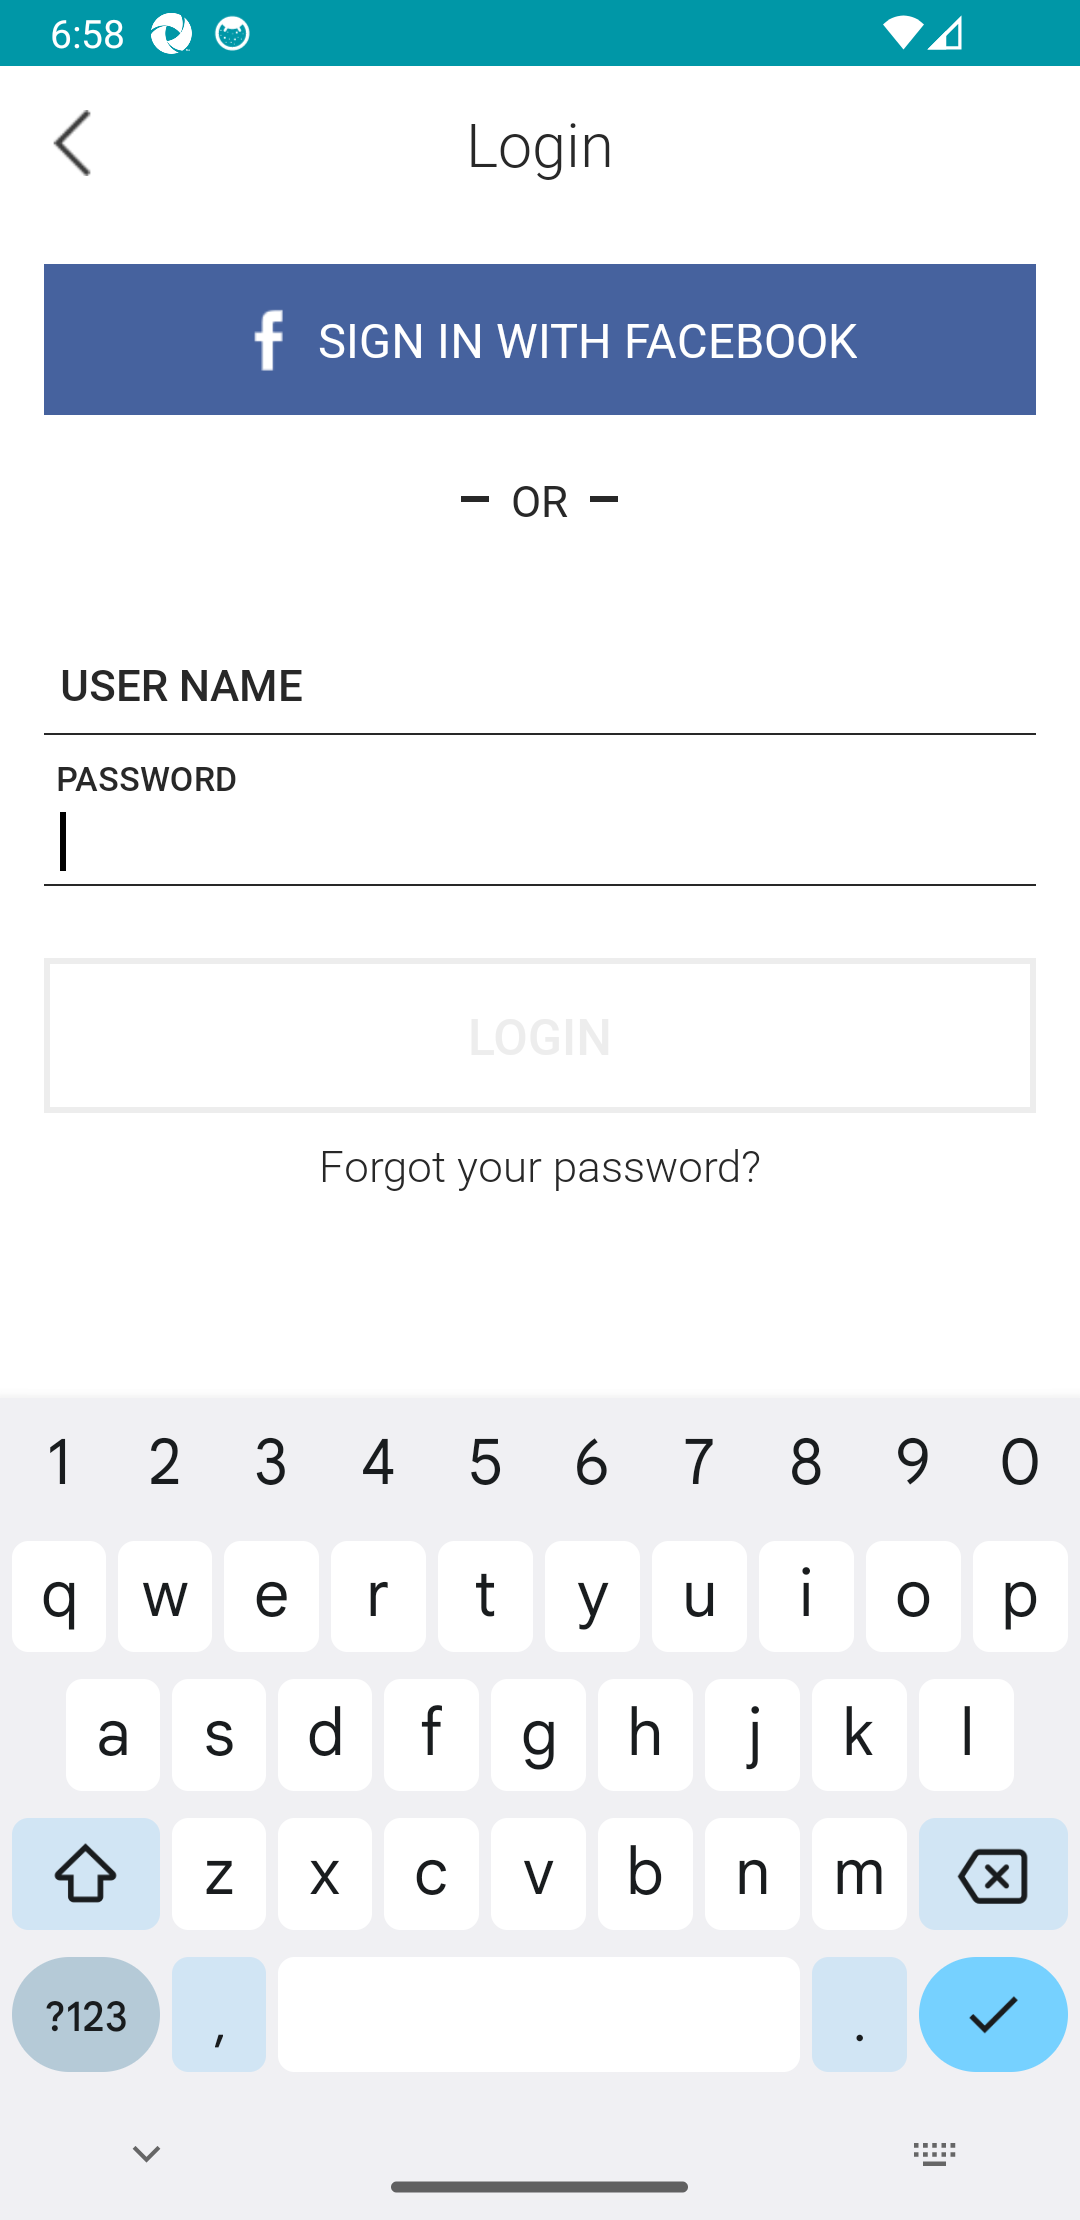 6:58
Login
f SIGN IN WITH FACEBOOK
OR
USER NAME
PASSWORD
LOGIN
Forgot your password?
1 2 3 4 5 6 7 8 9 0
q w e r t y u i o p
a s d f g h j k l
z x c v b n m
?123 , .